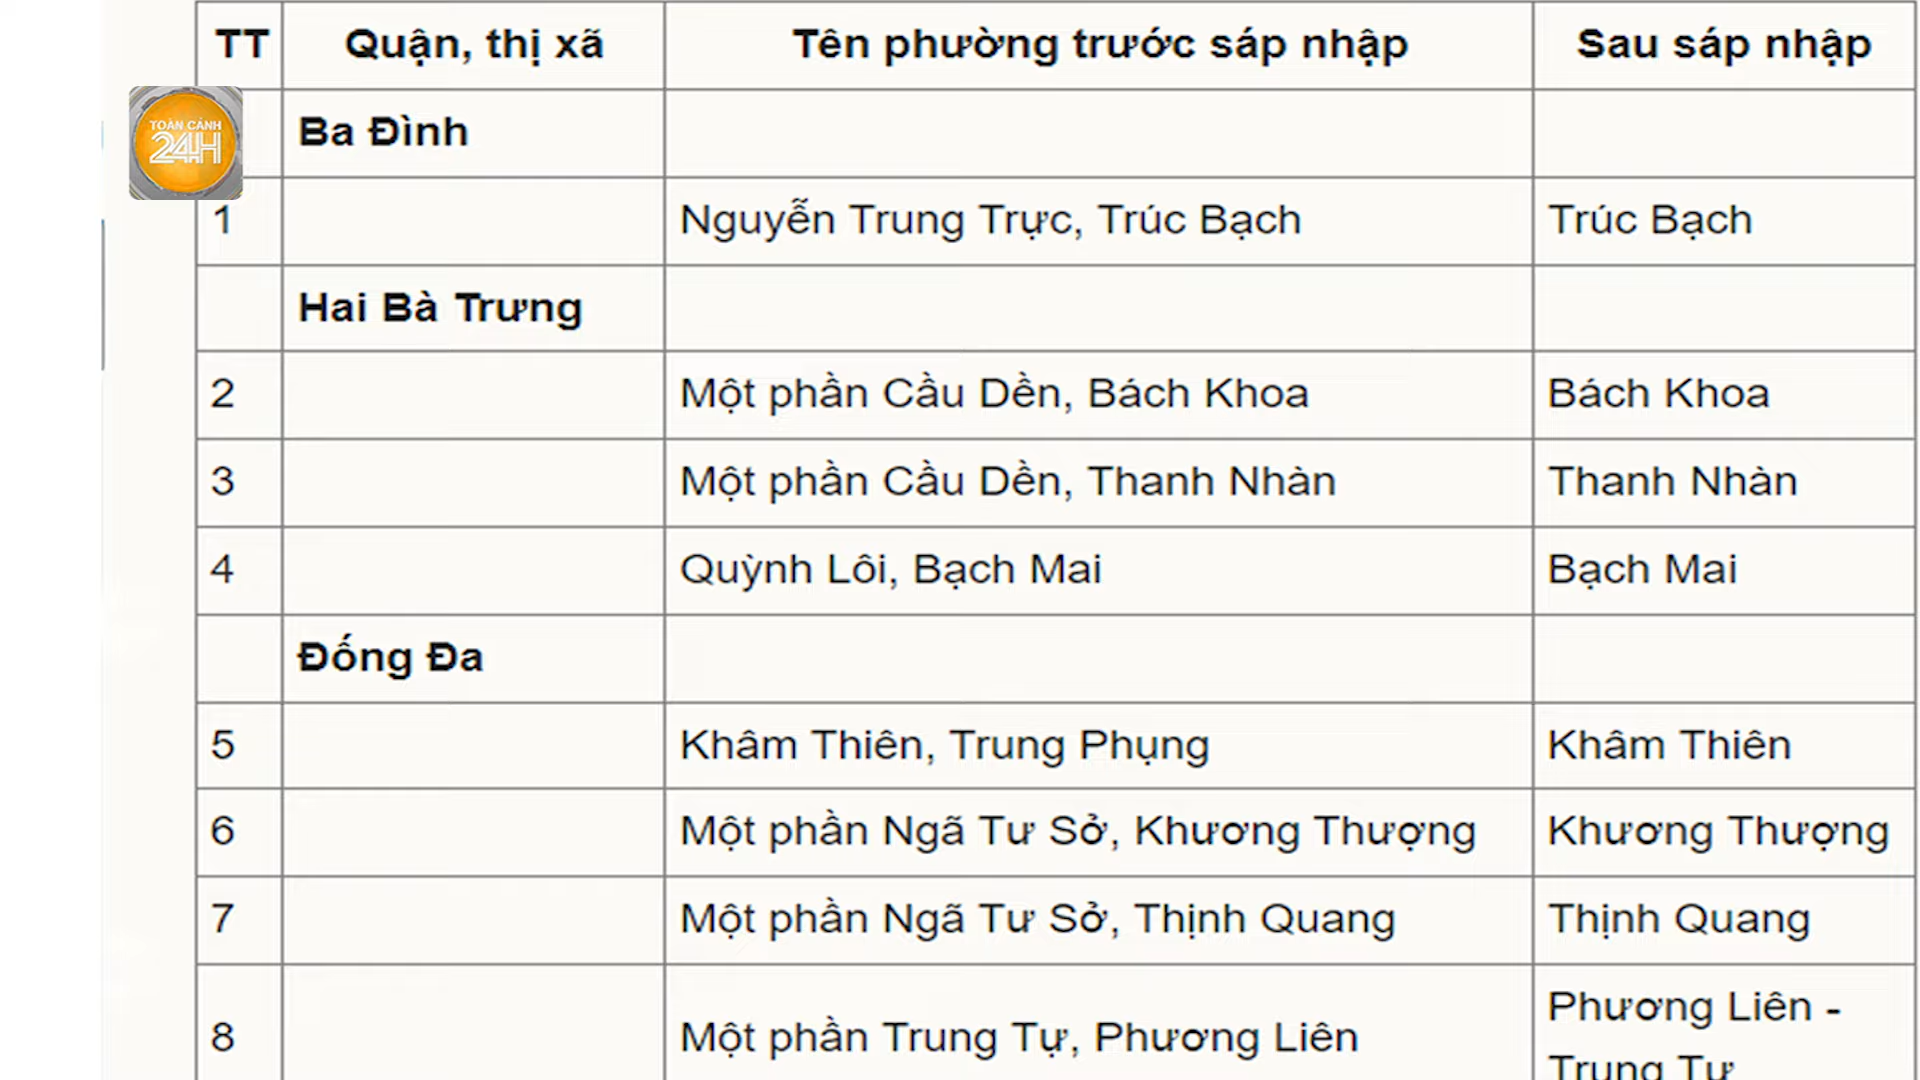 TT Quận, thị xã Tên phường trước sáp nhập Sau sáp nhập
TOÀN CẢNH
24H
Ba Đình
1 Nguyễn Trung Trực, Trúc Bạch Trúc Bạch
Hai Bà Trưng
2 Một phần Cầu Dền, Bách Khoa Bách Khoa
3 Một phần Cầu Dền, Thanh Nhàn Thanh Nhàn
4 Quỳnh Lôi, Bạch Mai Bạch Mai
Đống Đa
5 Khâm Thiên, Trung Phụng Khâm Thiên
6 Một phần Ngã Tư Sở, Khương Thượng Khương Thượng
7 Một phần Ngã Tư Sở, Thịnh Quang Thịnh Quang
8 Một phần Trung Tự, Phương Liên Phương Liên -
Trung Tự